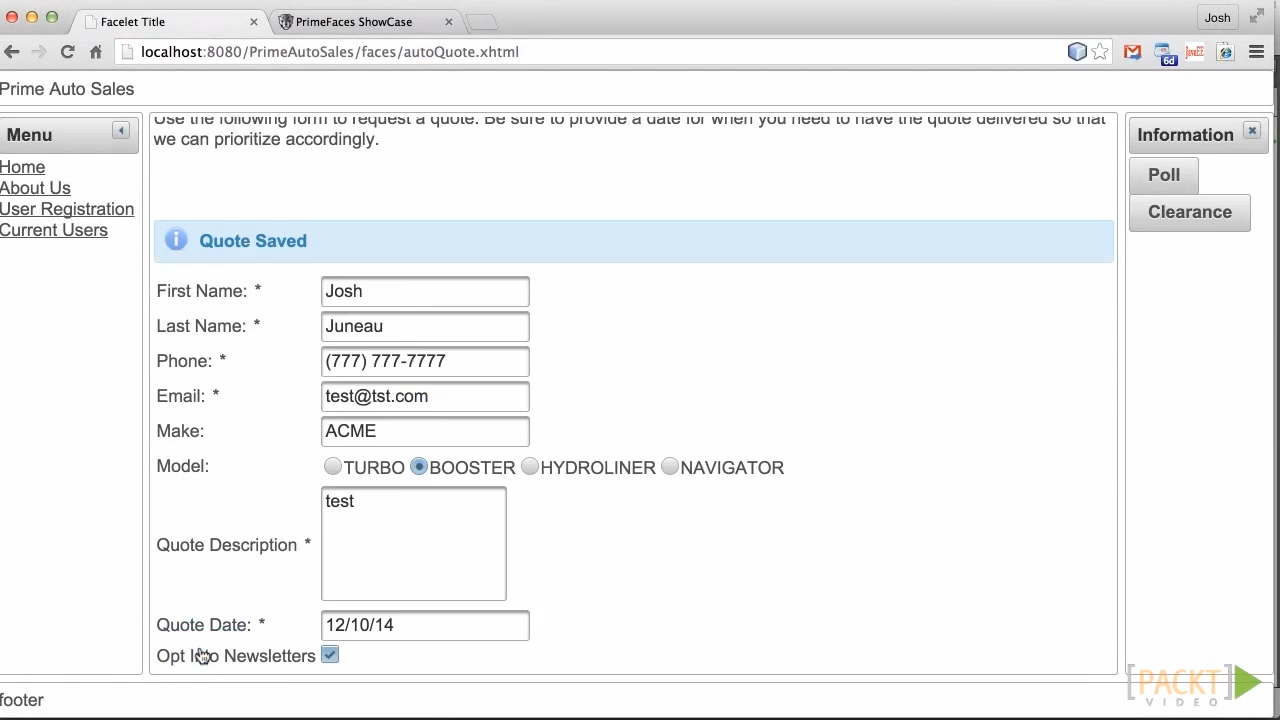 Facelet Title
PrimeFaces ShowCase
Josh
localhost:8080/PrimeAutoSales/faces/autoQuote.xhtml
6d
Prime Auto Sales
Menu
Home
About Us
User Registration
Current Users
Use the following form to request a quote. Be sure to provide a date for when you need to have the quote delivered so that
we can prioritize accordingly.
Quote Saved
First Name: * Josh
Last Name: * Juneau
Phone: * (777) 777-7777
Email: * test@tst.com
Make: ACME
Model: TURBO BOOSTER HYDROLINER NAVIGATOR
Quote Description * test
Quote Date: * 12/10/14
Opt Into Newsletters
Information
Poll
Clearance
footer
[PACKT]
VIDEO